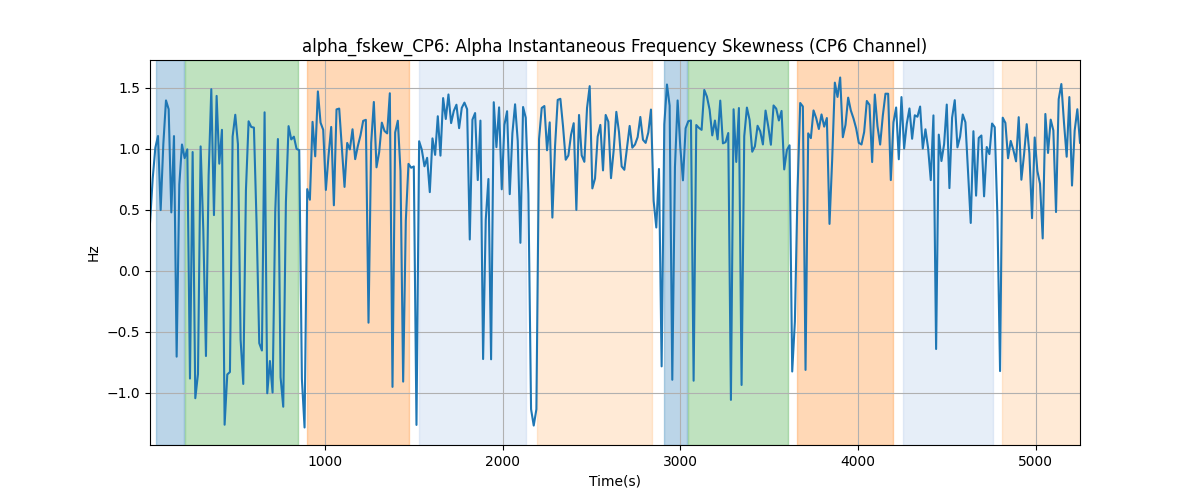 alpha_fskew_CP6: Alpha Instantaneous Frequency Skewness (CP6 Channel)
1.5
1.0
0.5
0.0
−0.5
−1.0
Hz
1000 2000 3000 4000 5000
Time(s)